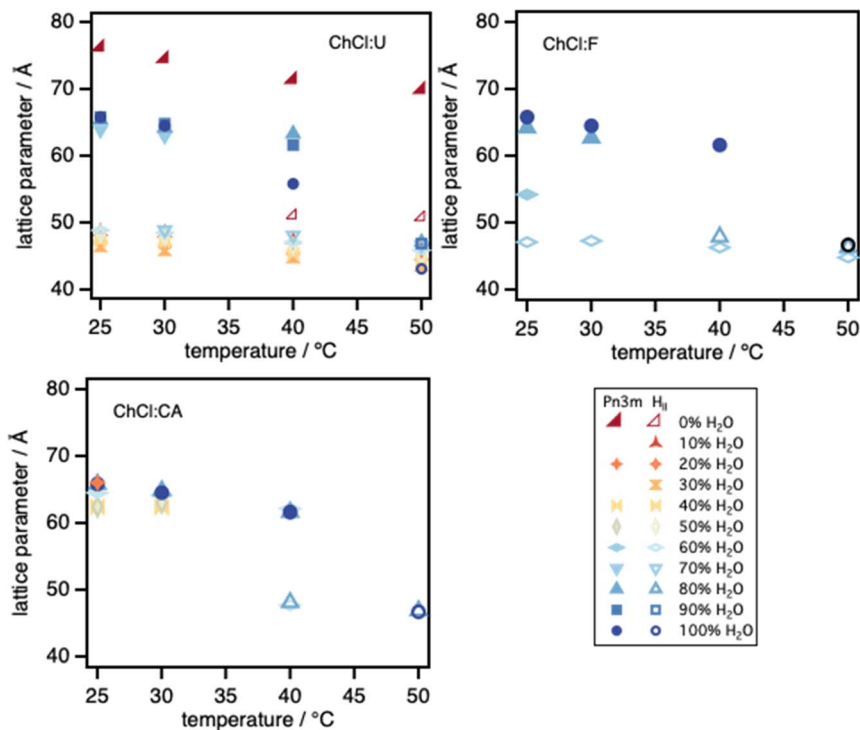 ChCl:U
80
70
60
50
40
lattice parameter / Å
25 30 35 40 45 50
temperature / °C
ChCl:F
80
70
60
50
40
lattice parameter / Å
25 30 35 40 45 50
temperature / °C
ChCl:CA
80
70
60
50
40
lattice parameter / Å
25 30 35 40 45 50
temperature / °C
Pn3m H_II
0% H₂O
10% H₂O
20% H₂O
30% H₂O
40% H₂O
50% H₂O
60% H₂O
70% H₂O
80% H₂O
90% H₂O
100% H₂O